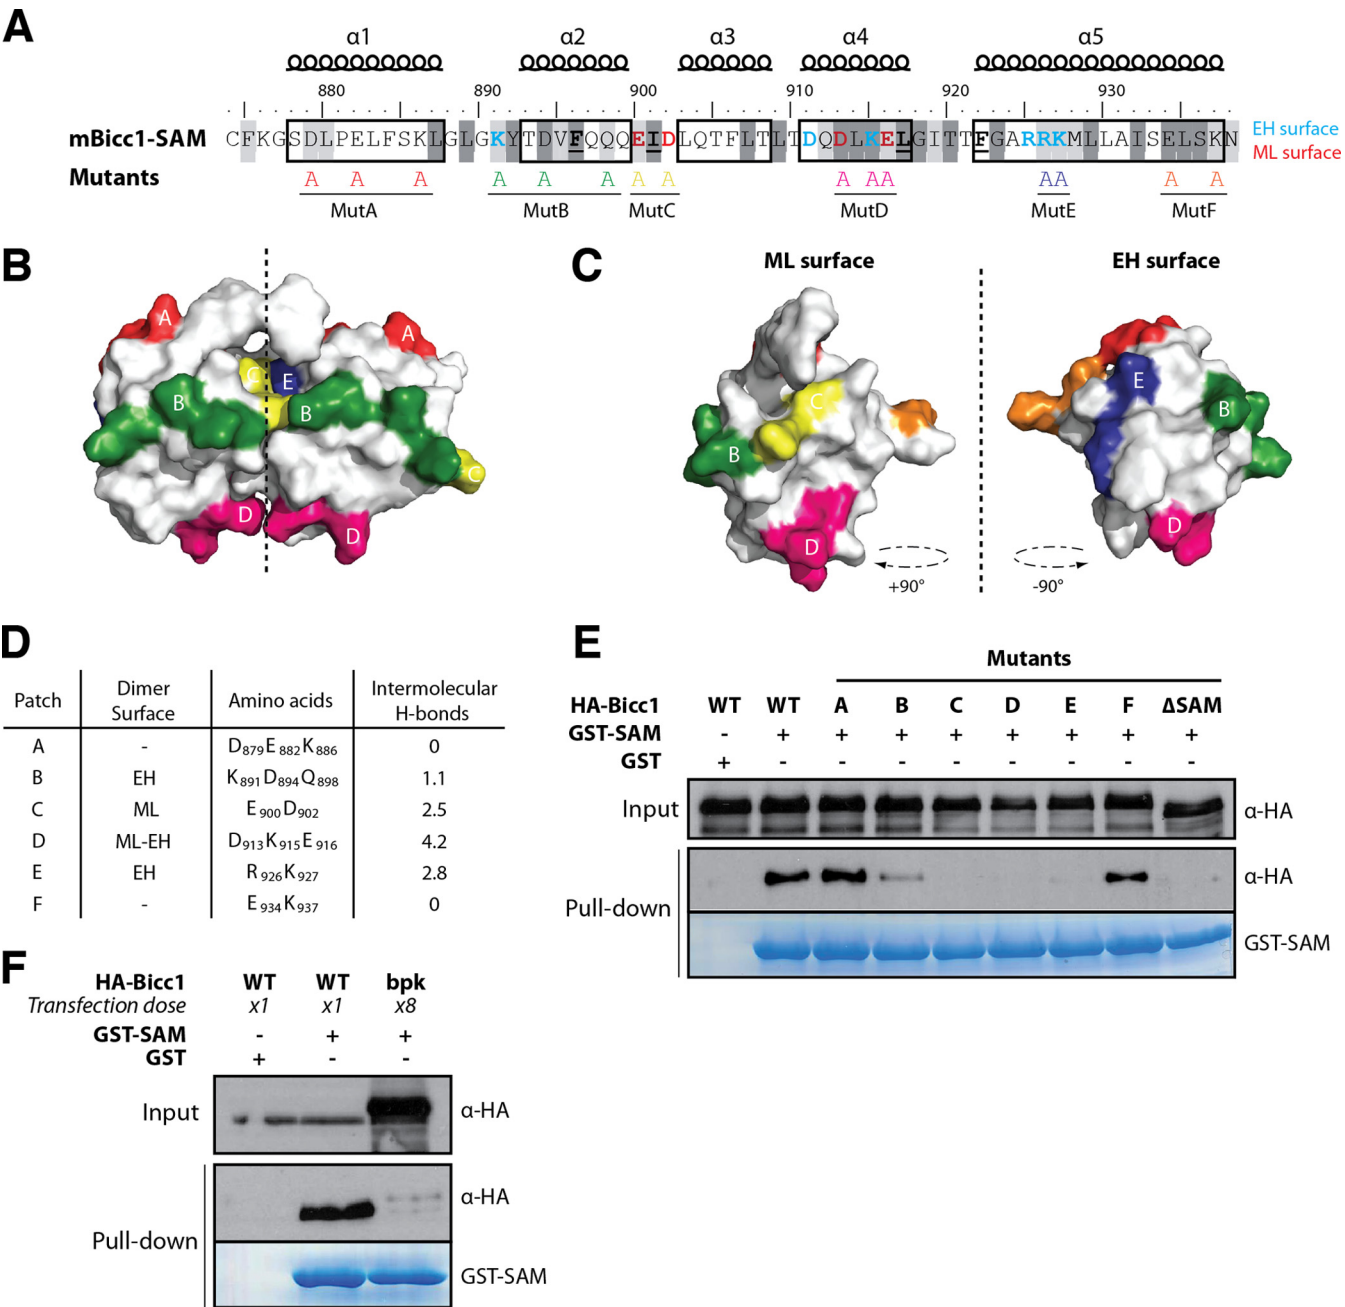 A
α1 α2 α3 α4 α5
880 890 900 910 920 930
mBicc1-SAM CFKGSDLPELFSKLGLGKYTDVFQQQEIDLQTFLTLTDQDLKELGITTFGARRKMLLAISELSKN EH surface
ML surface
Mutants A A A A A A A A A A A A A A A
MutA MutB MutC MutD MutE MutF
B
A A C E B B C D D
C
ML surface EH surface
C B D E B D
+90° -90°
D
Patch Dimer Surface Amino acids Intermolecular H-bonds
A - D879E882K886 0
B EH K891D894Q898 1.1
C ML E900D902 2.5
D ML-EH D913K915E916 4.2
E EH R926K927 2.8
F - E934K937 0
E
Mutants
HA-Bicc1 WT WT A B C D E F ΔSAM
GST-SAM - + + + + + + + +
GST + - - - - - - - -
Input α-HA
α-HA
Pull-down
GST-SAM
F
HA-Bicc1 WT WT bpk
Transfection dose x1 x1 x8
GST-SAM - + +
GST + - -
Input α-HA
α-HA
Pull-down
GST-SAM